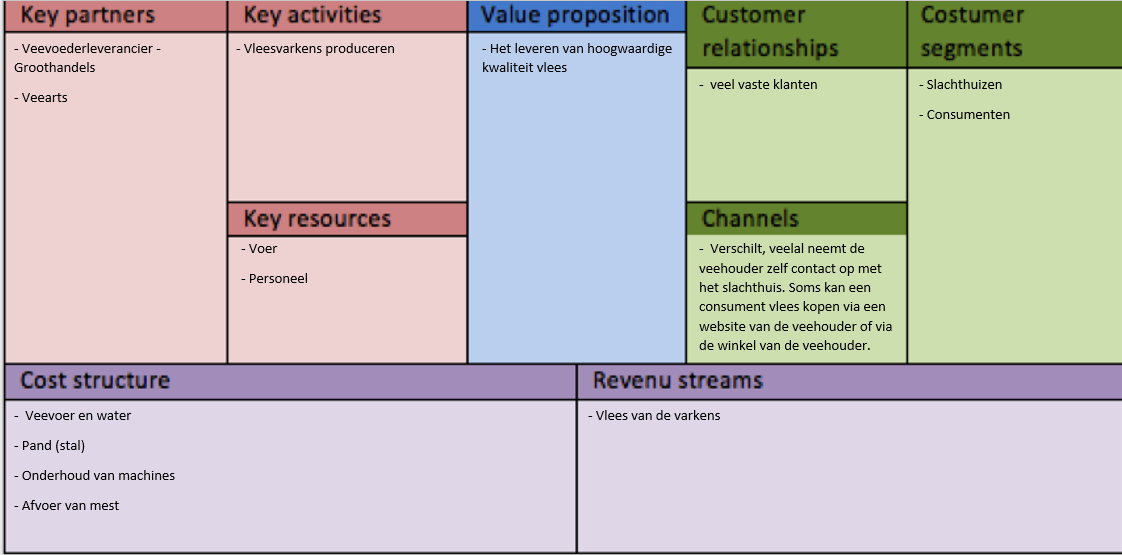 Key partners
- Veevoederleverancier -
Groothandels
- Veearts
Key activities
- Vleesvarkens produceren
Key resources
- Voer
- Personeel
Value proposition
- Het leveren van hoogwaardige
kwaliteit vlees
Customer
relationships
- veel vaste klanten
Channels
- Verschilt, veelal neemt de
veehouder zelf contact op met
het slachthuis. Soms kan een
consument vlees kopen via een
website van de veehouder of via
de winkel van de veehouder.
Costumer
segments
- Slachthuizen
- Consumenten
Cost structure
- Veevoer en water
- Pand (stal)
- Onderhoud van machines
- Afvoer van mest
Revenu streams
- Vlees van de varkens